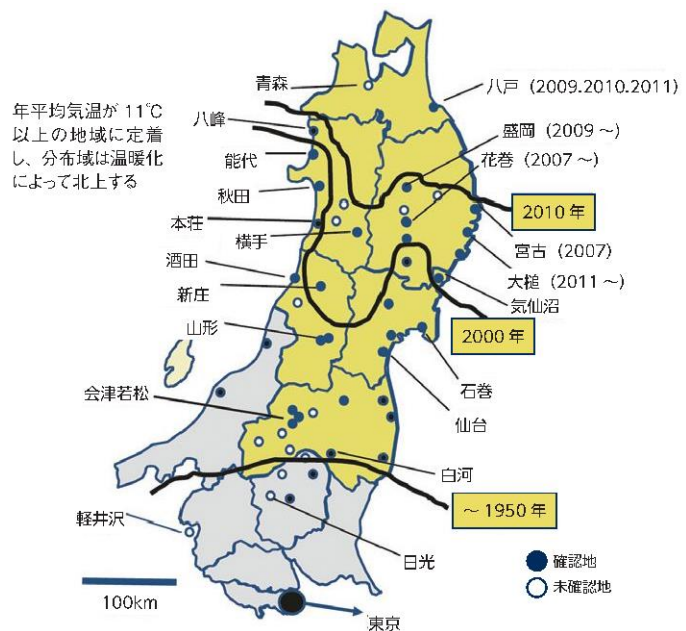 青森
八戸 (2009.2010.2011)
年平均気温が 11℃
以上の地域に定着
し、分布域は温暖化
によって北上する
八峰
盛岡 (2009 ～)
能代
花巻 (2007 ～)
秋田
2010 年
本荘
横手
宮古 (2007)
酒田
大槌 (2011 ～)
新庄
気仙沼
2000 年
山形
石巻
会津若松
仙台
白河
～ 1950 年
軽井沢
日光
確認地
未確認地
100km
東京